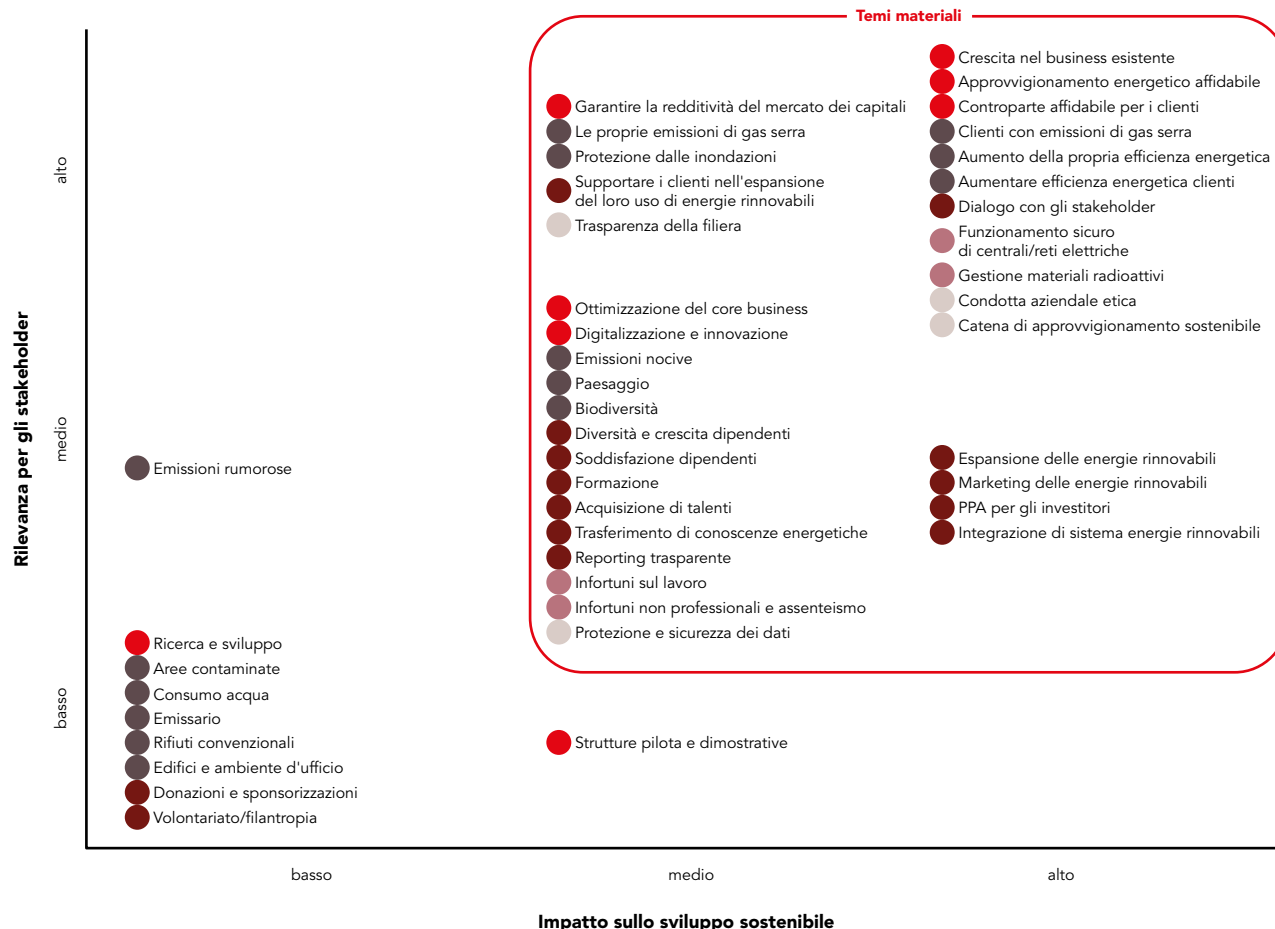 Temi materiali
Rilevanza per gli stakeholder
alto
medio
basso
Garantire la redditività del mercato dei capitali
Le proprie emissioni di gas serra
Protezione dalle inondazioni
Supportare i clienti nell'espansione
del loro uso di energie rinnovabili
Trasparenza della filiera
Crescita nel business esistente
Approvvigionamento energetico affidabile
Controparte affidabile per i clienti
Clienti con emissioni di gas serra
Aumento della propria efficienza energetica
Aumentare efficienza energetica clienti
Dialogo con gli stakeholder
Funzionamento sicuro
di centrali/reti elettriche
Gestione materiali radioattivi
Condotta aziendale etica
Catena di approvvigionamento sostenibile
Emissioni rumorose
Ottimizzazione del core business
Digitalizzazione e innovazione
Emissioni nocive
Paesaggio
Biodiversità
Diversità e crescita dipendenti
Soddisfazione dipendenti
Formazione
Acquisizione di talenti
Trasferimento di conoscenze energetiche
Reporting trasparente
Infortuni sul lavoro
Infortuni non professionali e assenteismo
Protezione e sicurezza dei dati
Espansione delle energie rinnovabili
Marketing delle energie rinnovabili
PPA per gli investitori
Integrazione di sistema energie rinnovabili
Ricerca e sviluppo
Aree contaminate
Consumo acqua
Emissario
Rifiuti convenzionali
Edifici e ambiente d'ufficio
Donazioni e sponsorizzazioni
Volontariato/filantropia
Strutture pilota e dimostrative
basso
medio
alto
Impatto sullo sviluppo sostenibile